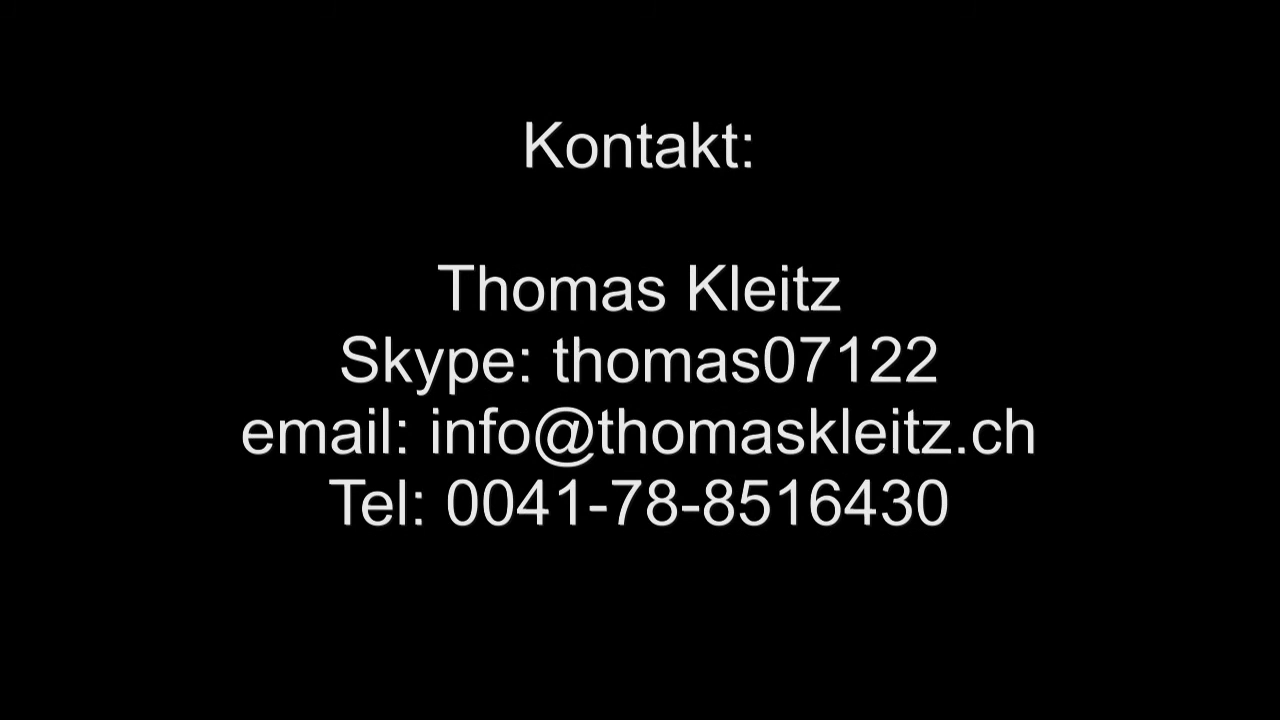 Kontakt:
Thomas Kleitz
Skype: thomas07122
email: info@thomaskleitz.ch
Tel: 0041-78-8516430